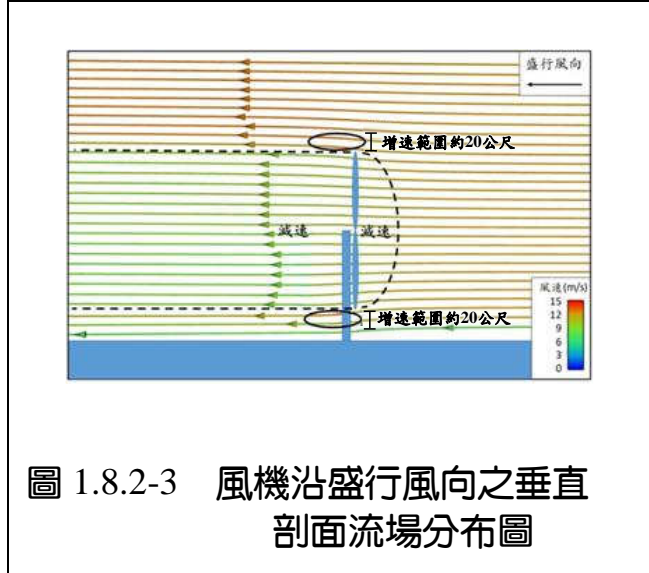 盛行風向
增速範圍約20公尺
減速 減速
風速(m/s)
15
12
9
6
3
0
增速範圍約20公尺
圖 1.8.2-3 風機沿盛行風向之垂直
剖面流場分布圖